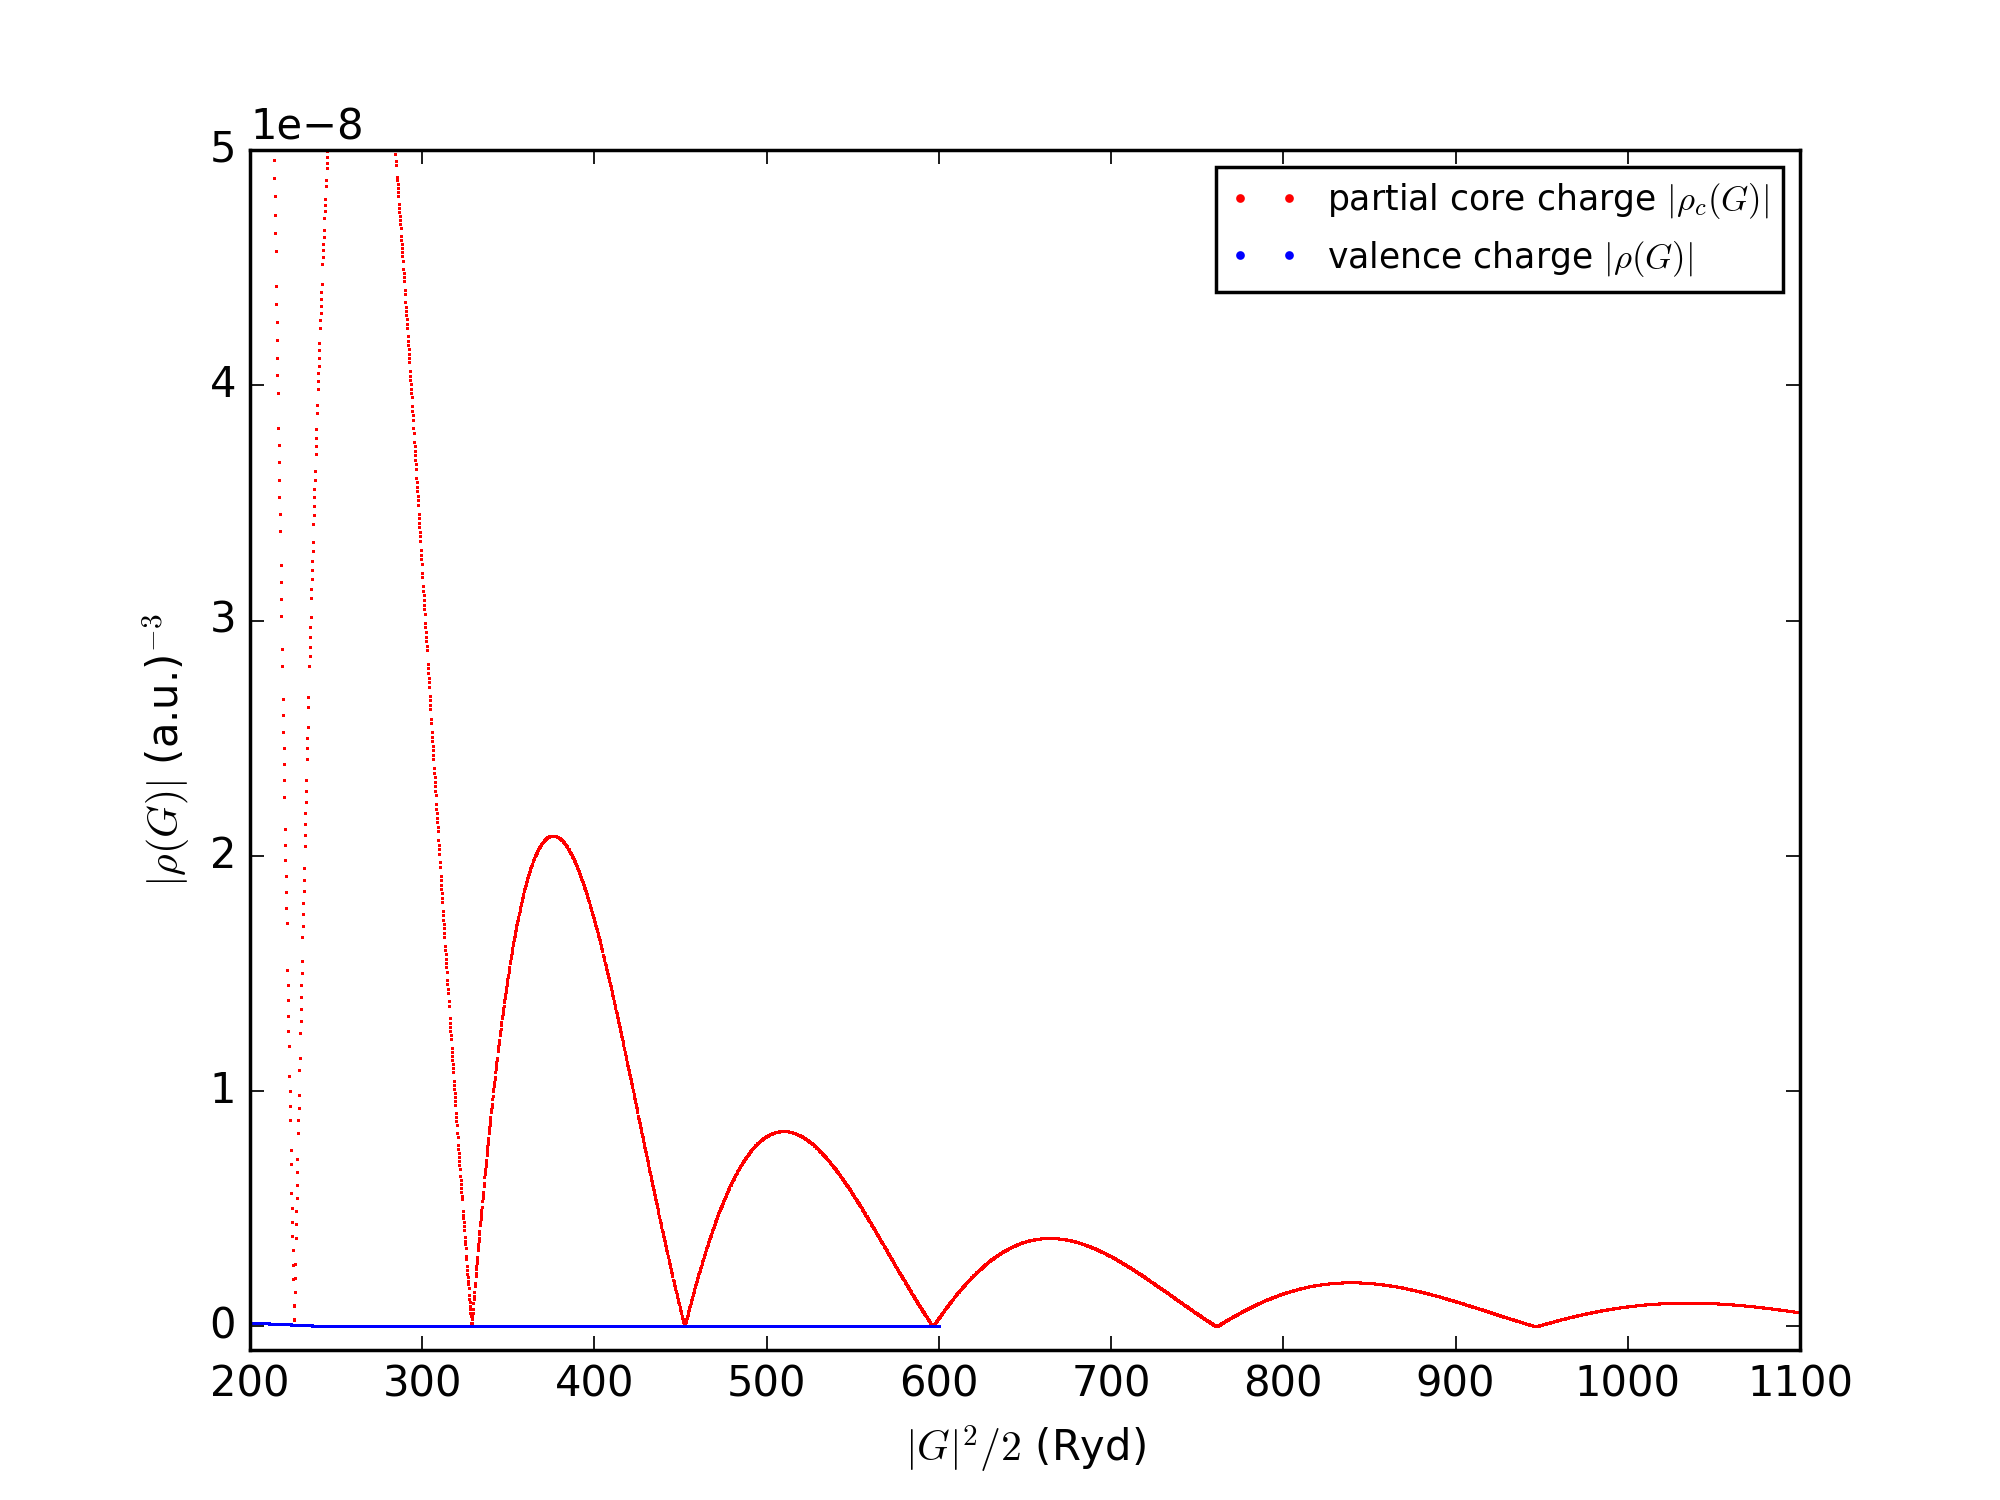 1e−8
5
4
3
2
1
0
200 300 400 500 600 700 800 900 1000 1100
|G|²/2 (Ryd)
|ρ(G)| (a.u.)⁻³
partial core charge |ρ_c(G)|
valence charge |ρ(G)|